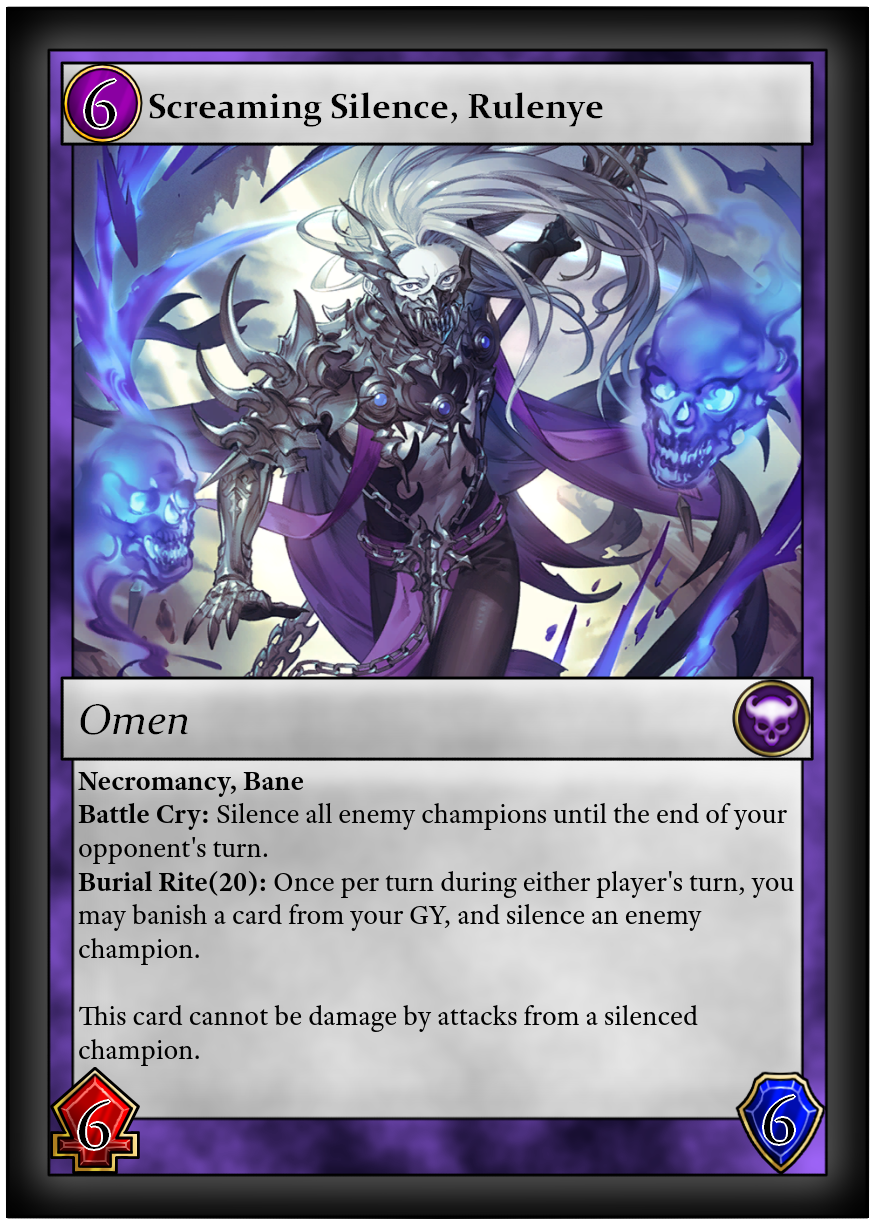 6 Screaming Silence, Rulenye
Omen
Necromancy, Bane
Battle Cry: Silence all enemy champions until the end of your
opponent's turn.
Burial Rite(20): Once per turn during either player's turn, you
may banish a card from your GY, and silence an enemy
champion.
This card cannot be damage by attacks from a silenced
champion.
6
6